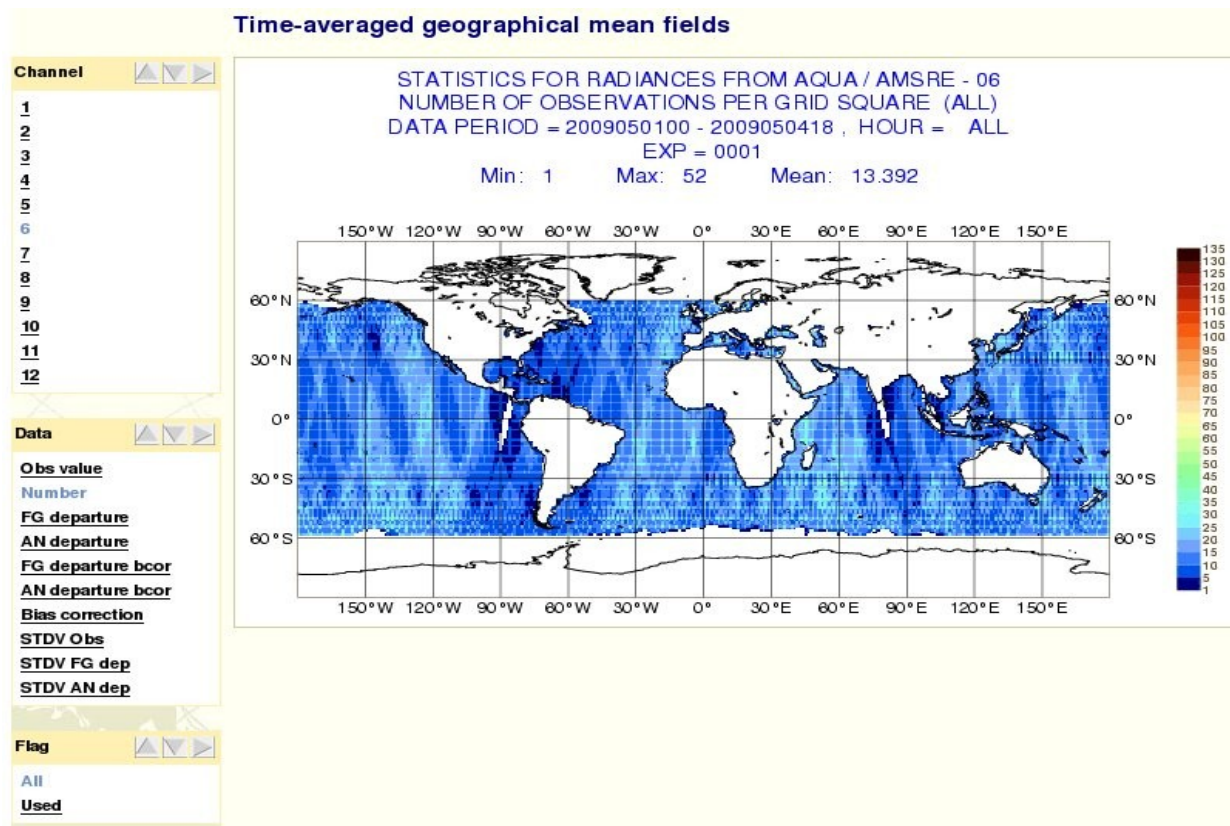 Time-averaged geographical mean fields
Channel
1
2
3
4
5
6
7
8
9
10
11
12
Data
Obs value
Number
FG departure
AN departure
FG departure bcor
AN departure bcor
Bias correction
STDV Obs
STDV FG dep
STDV AN dep
Flag
All
Used
STATISTICS FOR RADIANCES FROM AQUA / AMSRE - 06
NUMBER OF OBSERVATIONS PER GRID SQUARE (ALL)
DATA PERIOD = 2009050100 - 2009050418 , HOUR = ALL
EXP = 0001
Min: 1 Max: 52 Mean: 13.392
150°W 120°W 90°W 60°W 30°W 0° 30°E 60°E 90°E 120°E 150°E
60°N 60°N
30°N 30°N
0° 0°
30°S 30°S
60°S 60°S
150°W 120°W 90°W 60°W 30°W 0° 30°E 60°E 90°E 120°E 150°E
135
130
120
115
110
105
100
95
90
85
80
75
70
65
60
55
50
45
40
35
30
25
20
15
10
5
1